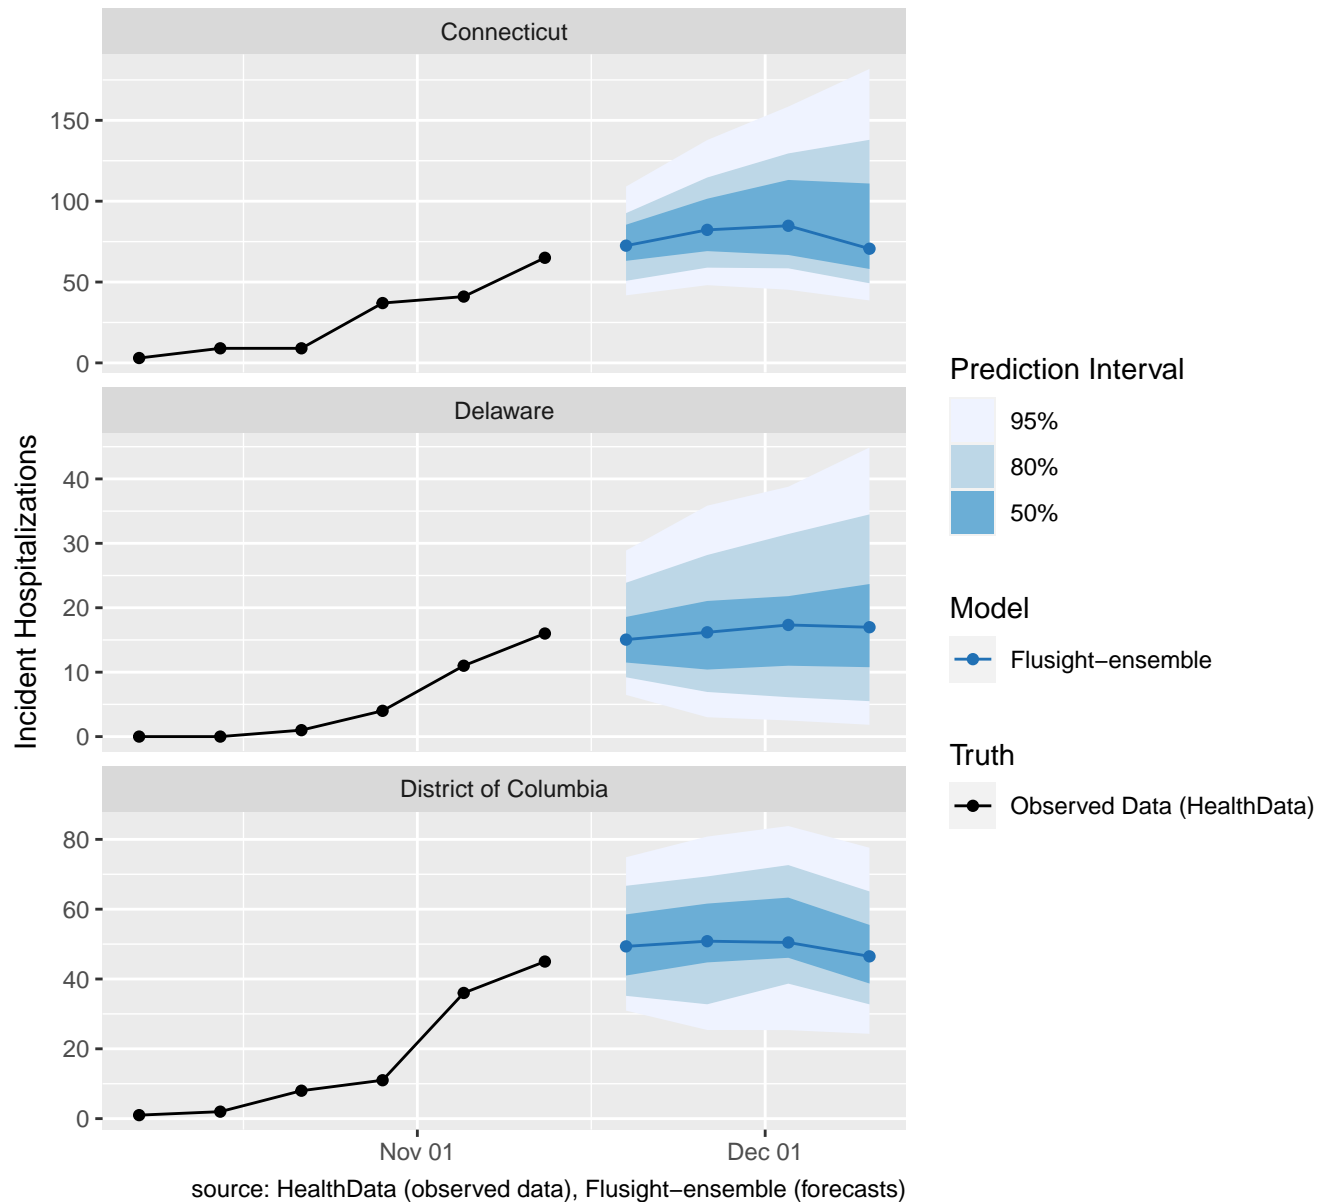 Connecticut
150
100
50
0
Delaware
40
30
20
10
0
District of Columbia
80
60
40
20
0
Incident Hospitalizations
Nov 01
Dec 01
source: HealthData (observed data), Flusight−ensemble (forecasts)
Prediction Interval
95%
80%
50%
Model
Flusight−ensemble
Truth
Observed Data (HealthData)